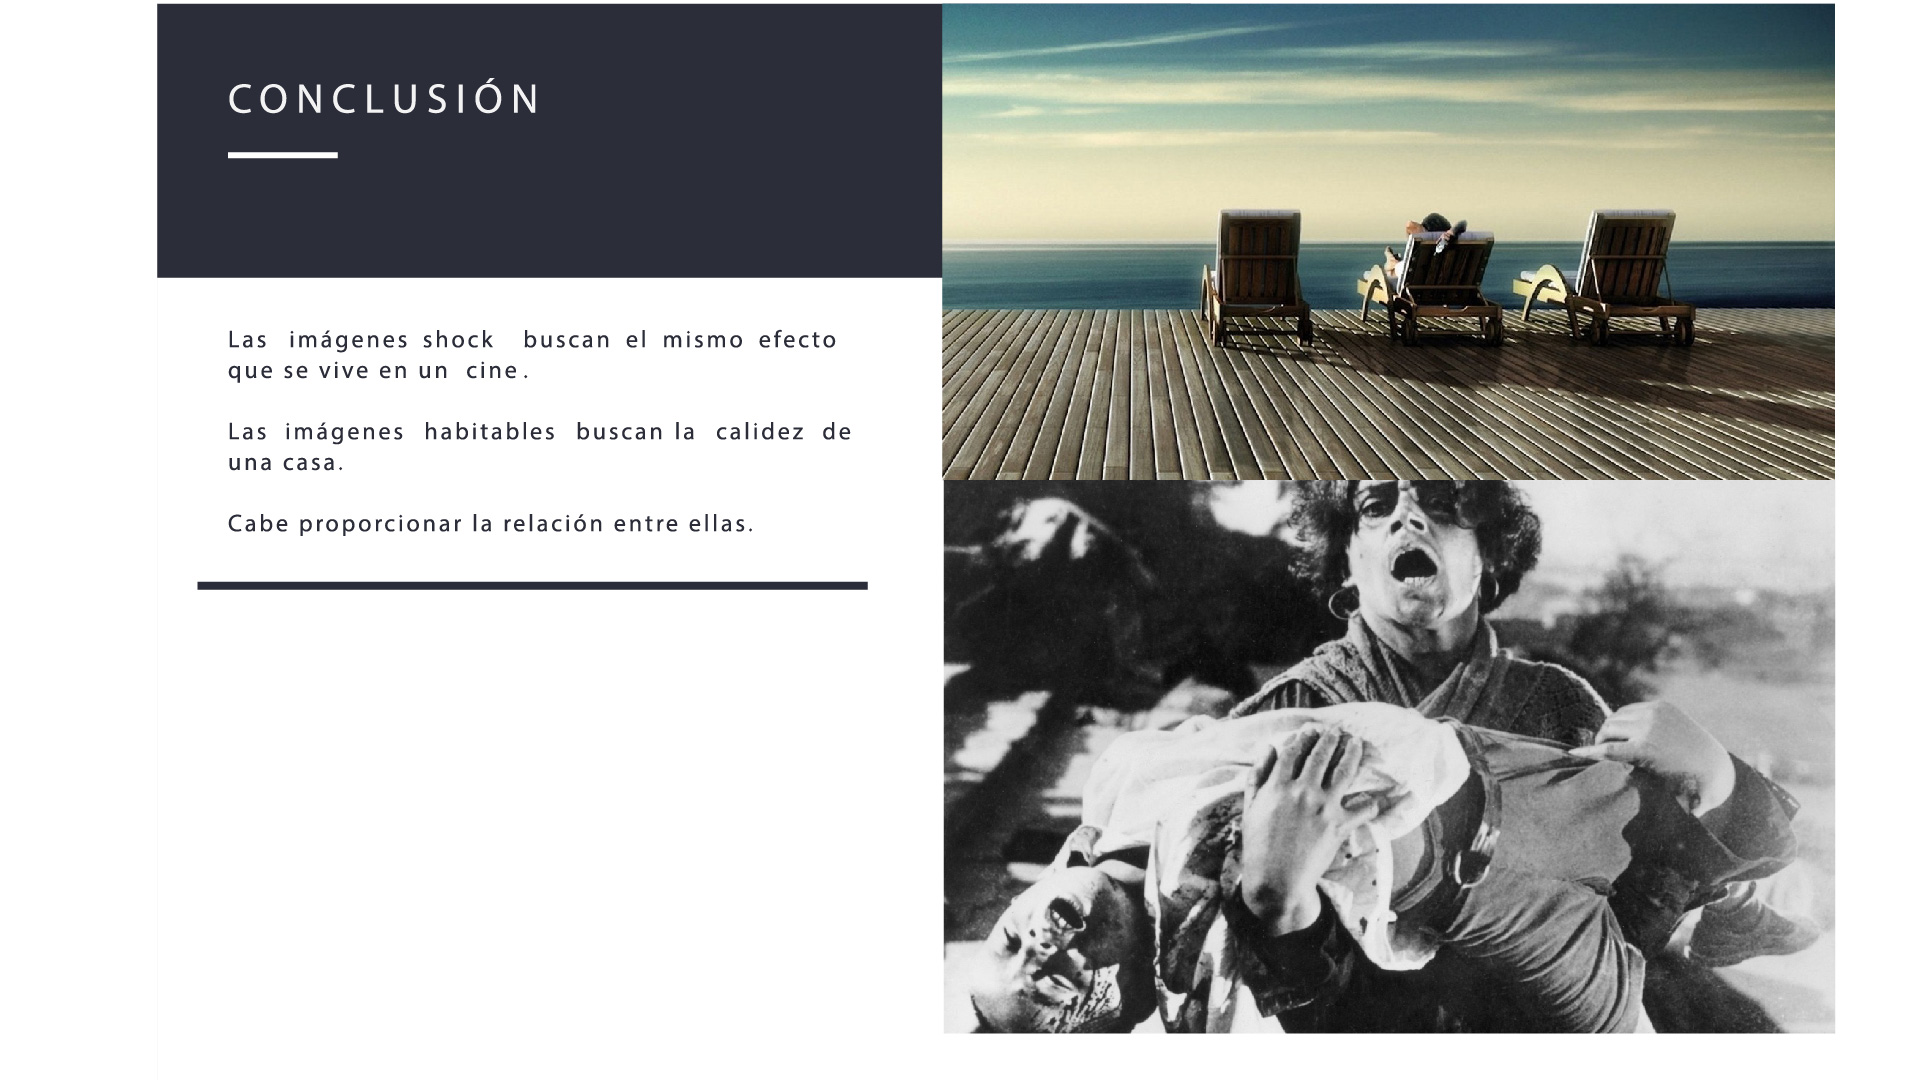 CONCLUSIÓN
Las imágenes shock buscan el mismo efecto
que se vive en un cine.
Las imágenes habitables buscan la calidez de
una casa.
Cabe proporcionar la relación entre ellas.